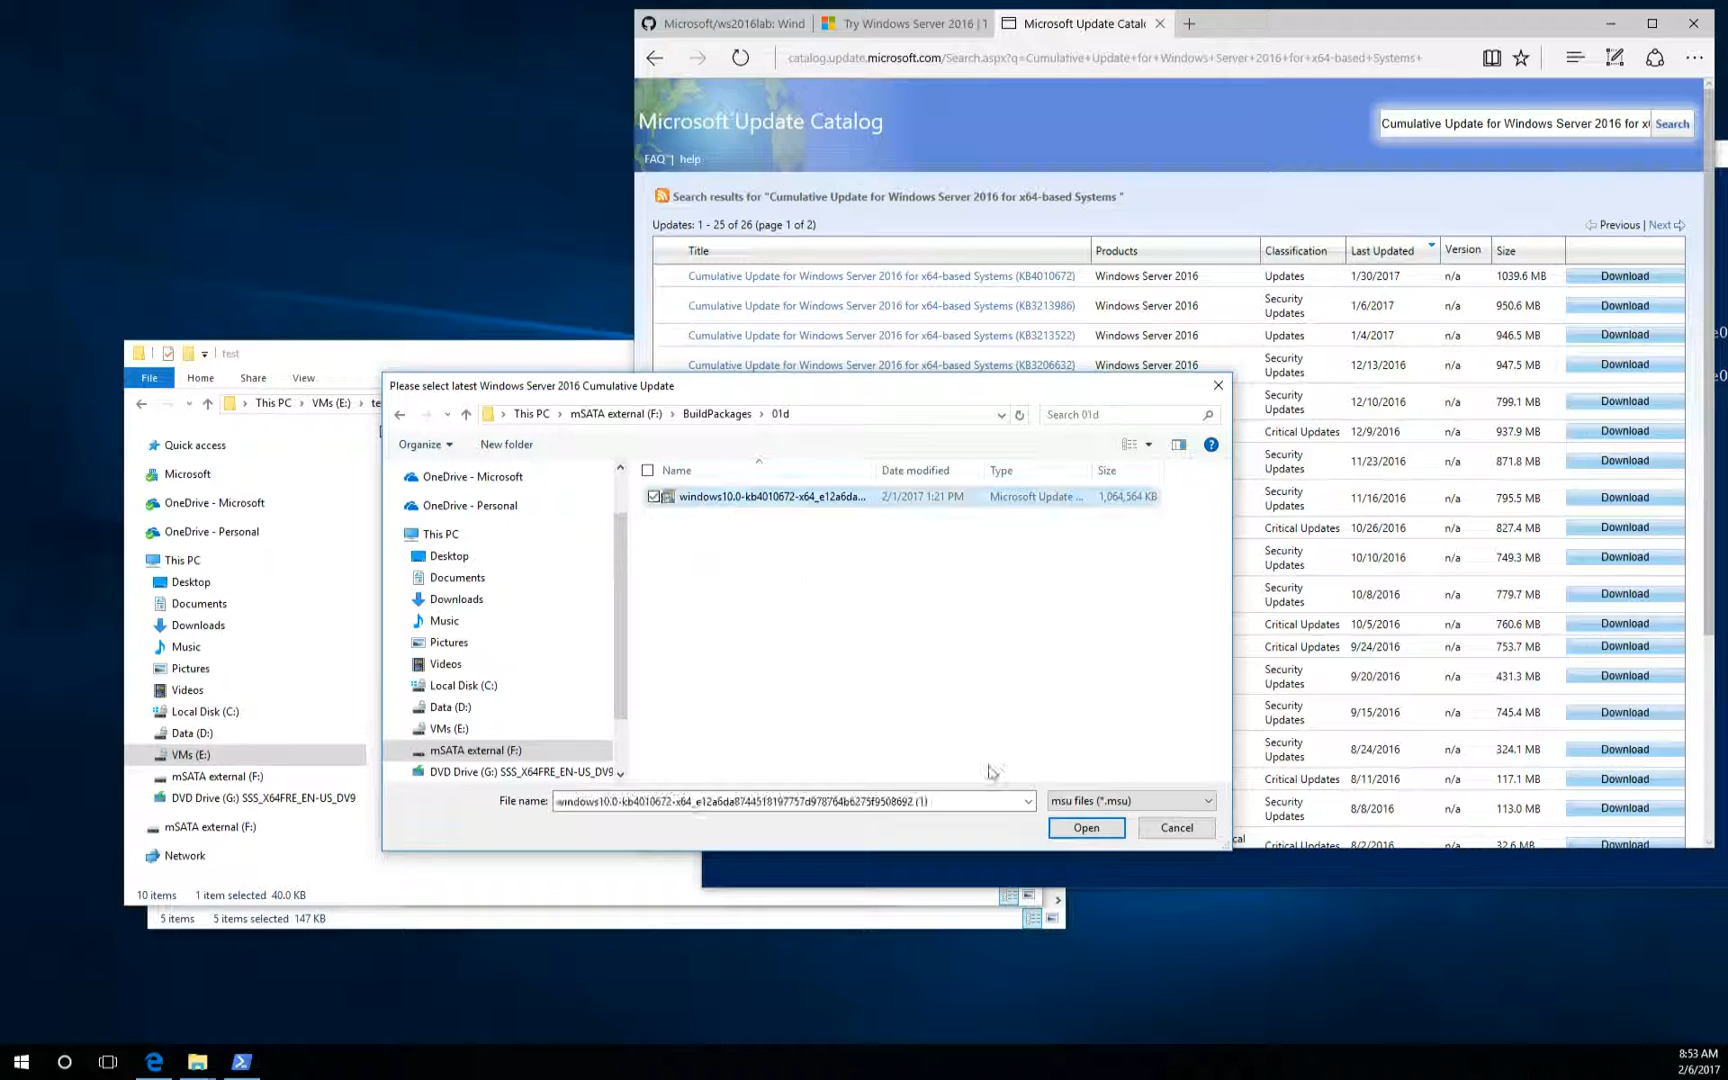 Microsoft/ws2016lab: Wind
Try Windows Server 2016 | 1
Microsoft Update Catalc
catalog.update.microsoft.com/Search.aspx?q=Cumulative+Update+for+Windows+Server+2016+for+x64-based+Systems+
Microsoft Update Catalog
Cumulative Update for Windows Server 2016 for x
Search
FAQ | help
Search results for "Cumulative Update for Windows Server 2016 for x64-based Systems "
Updates: 1 - 25 of 26 (page 1 of 2)
Previous | Next
Title Products Classification Last Updated Version Size
Cumulative Update for Windows Server 2016 for x64-based Systems (KB4010672) Windows Server 2016 Updates 1/30/2017 n/a 1039.6 MB Download
Cumulative Update for Windows Server 2016 for x64-based Systems (KB3213986) Windows Server 2016 Security Updates 1/6/2017 n/a 950.6 MB Download
Cumulative Update for Windows Server 2016 for x64-based Systems (KB3213522) Windows Server 2016 Updates 1/4/2017 n/a 946.5 MB Download
Cumulative Update for Windows Server 2016 for x64-based Systems (KB3206632) Windows Server 2016 Security Updates 12/13/2016 n/a 947.5 MB Download
Security Updates 12/10/2016 n/a 799.1 MB Download
Critical Updates 12/9/2016 n/a 937.9 MB Download
Security Updates 11/23/2016 n/a 871.8 MB Download
Security Updates 11/16/2016 n/a 795.5 MB Download
Critical Updates 10/26/2016 n/a 827.4 MB Download
Security Updates 10/10/2016 n/a 749.3 MB Download
Security Updates 10/8/2016 n/a 779.7 MB Download
Critical Updates 10/5/2016 n/a 760.6 MB Download
Critical Updates 9/24/2016 n/a 753.7 MB Download
Security Updates 9/20/2016 n/a 431.3 MB Download
Security Updates 9/15/2016 n/a 745.4 MB Download
Security Updates 8/24/2016 n/a 324.1 MB Download
Critical Updates 8/11/2016 n/a 117.1 MB Download
Security Updates 8/8/2016 n/a 113.0 MB Download
Critical Updates 8/2/2016 n/a 32.6 MB Download
test
File Home Share View
This PC > VMs (E:) > te
Quick access
Microsoft
OneDrive - Microsoft
OneDrive - Personal
This PC
Desktop
Documents
Downloads
Music
Pictures
Videos
Local Disk (C:)
Data (D:)
VMs (E:)
mSATA external (F:)
DVD Drive (G:) SSS_X64FRE_EN-US_DV9
mSATA external (F:)
Network
10 items 1 item selected 40.0 KB
5 items 5 items selected 147 KB
Please select latest Windows Server 2016 Cumulative Update
This PC > mSATA external (F:) > BuildPackages > 01d
Search 01d
Organize New folder
OneDrive - Microsoft
OneDrive - Personal
This PC
Desktop
Documents
Downloads
Music
Pictures
Videos
Local Disk (C:)
Data (D:)
VMs (E:)
mSATA external (F:)
DVD Drive (G:) SSS_X64FRE_EN-US_DV9
Name Date modified Type Size
windows10.0-kb4010672-x64_e12a6da... 2/1/2017 1:21 PM Microsoft Update ... 1,064,564 KB
File name: windows10.0-kb4010672-x64_e12a6da8744518197757d978764b6275f9508692 (1)
msu files (*.msu)
Open Cancel
8:53 AM
2/6/2017